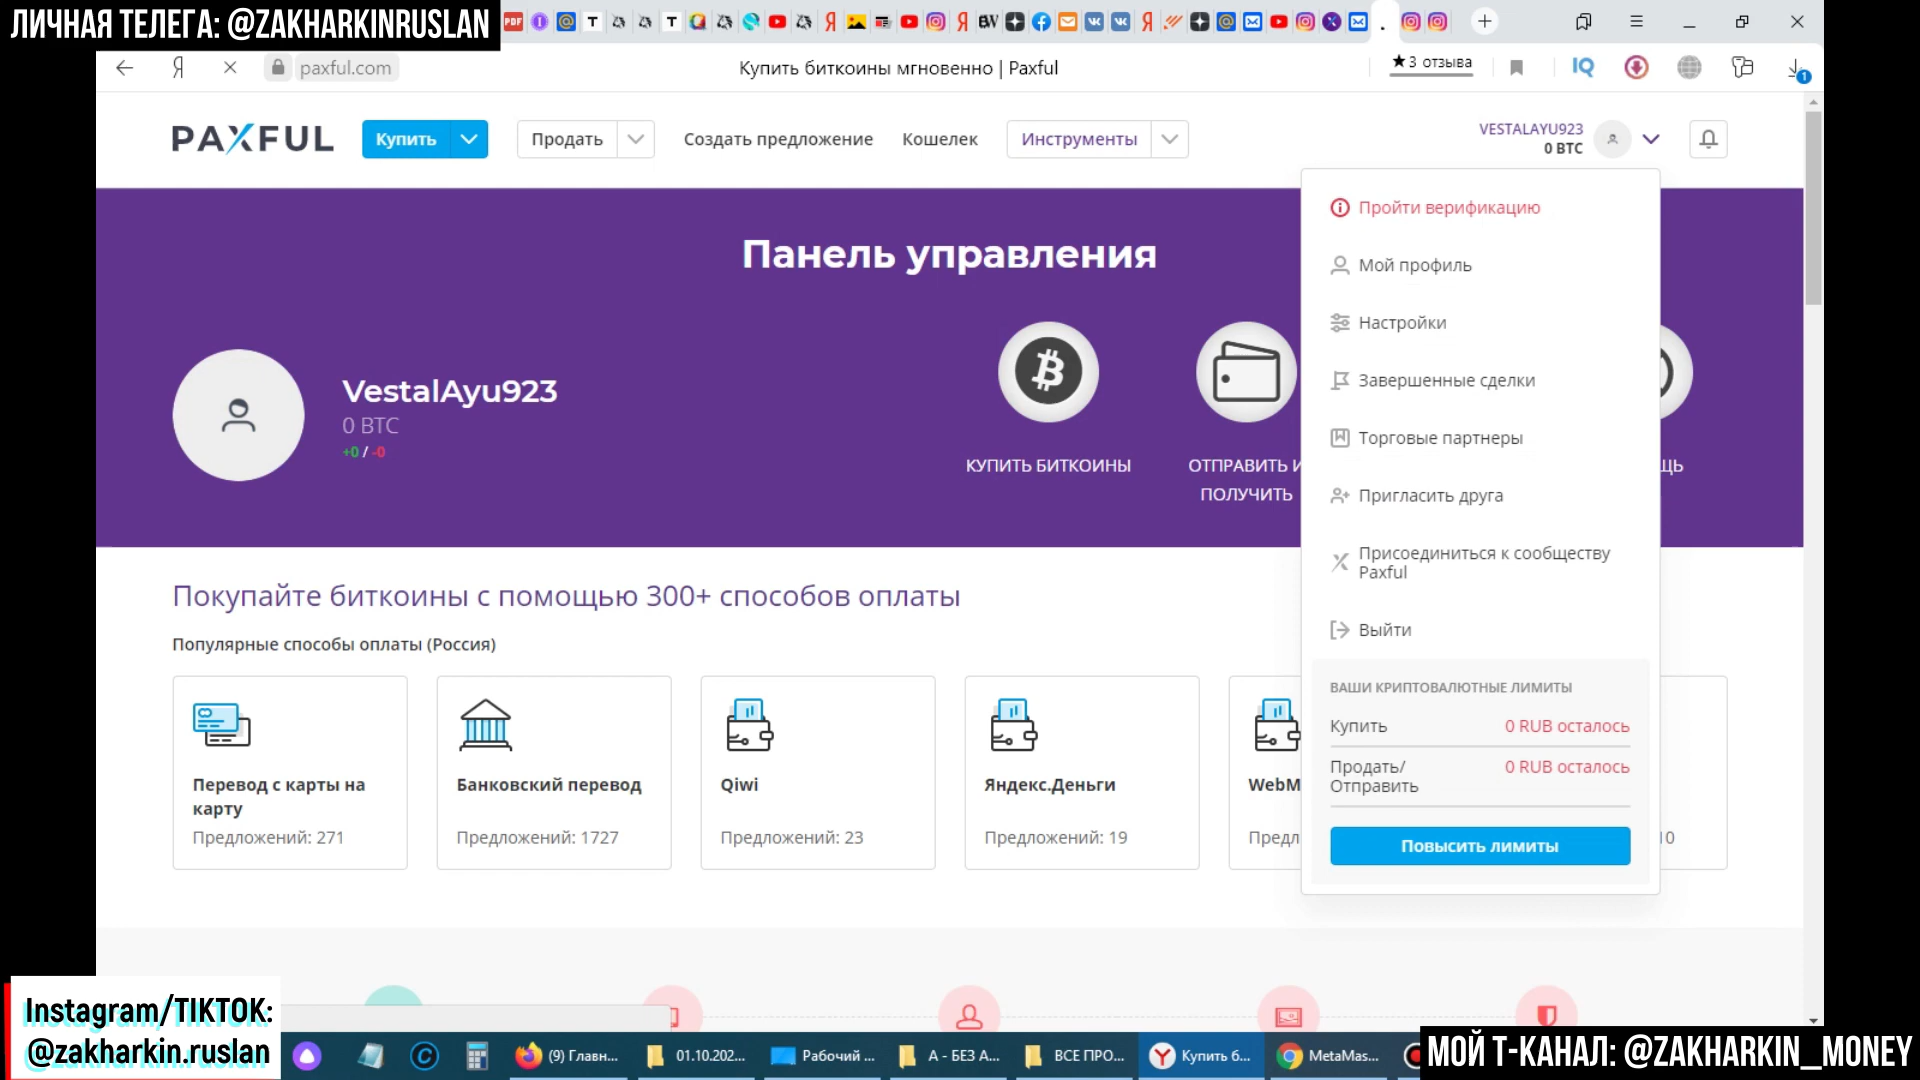 ЛИЧНАЯ ТЕЛЕГА: @ZAKHARKINRUSLAN
paxful.com
Купить биткоины мгновенно | Paxful
★3 отзыва
PAXFUL
Купить
Продать
Создать предложение
Кошелек
Инструменты
VESTALAYU923
0 BTC
Панель управления
VestalAyu923
0 BTC
+0 / -0
КУПИТЬ БИТКОИНЫ
ОТПРАВИТЬ И
ПОЛУЧИТЬ
ЩЬ
Пройти верификацию
Мой профиль
Настройки
Завершенные сделки
Торговые партнеры
Пригласить друга
Присоединиться к сообществу
Paxful
Выйти
ВАШИ КРИПТОВАЛЮТНЫЕ ЛИМИТЫ
Купить 0 RUB осталось
Продать/ 0 RUB осталось
Отправить
Повысить лимиты
Покупайте биткоины с помощью 300+ способов оплаты
Популярные способы оплаты (Россия)
Перевод с карты на
карту
Предложений: 271
Банковский перевод
Предложений: 1727
Qiwi
Предложений: 23
Яндекс.Деньги
Предложений: 19
WebM
Предл
10
Instagram/TIKTOK:
@zakharkin.ruslan
(9) Главн...
01.10.202...
Рабочий ...
А - БЕЗ А...
ВСЕ ПРО...
Купить б...
MetaMas...
МОЙ Т-КАНАЛ: @ZAKHARKIN_MONEY